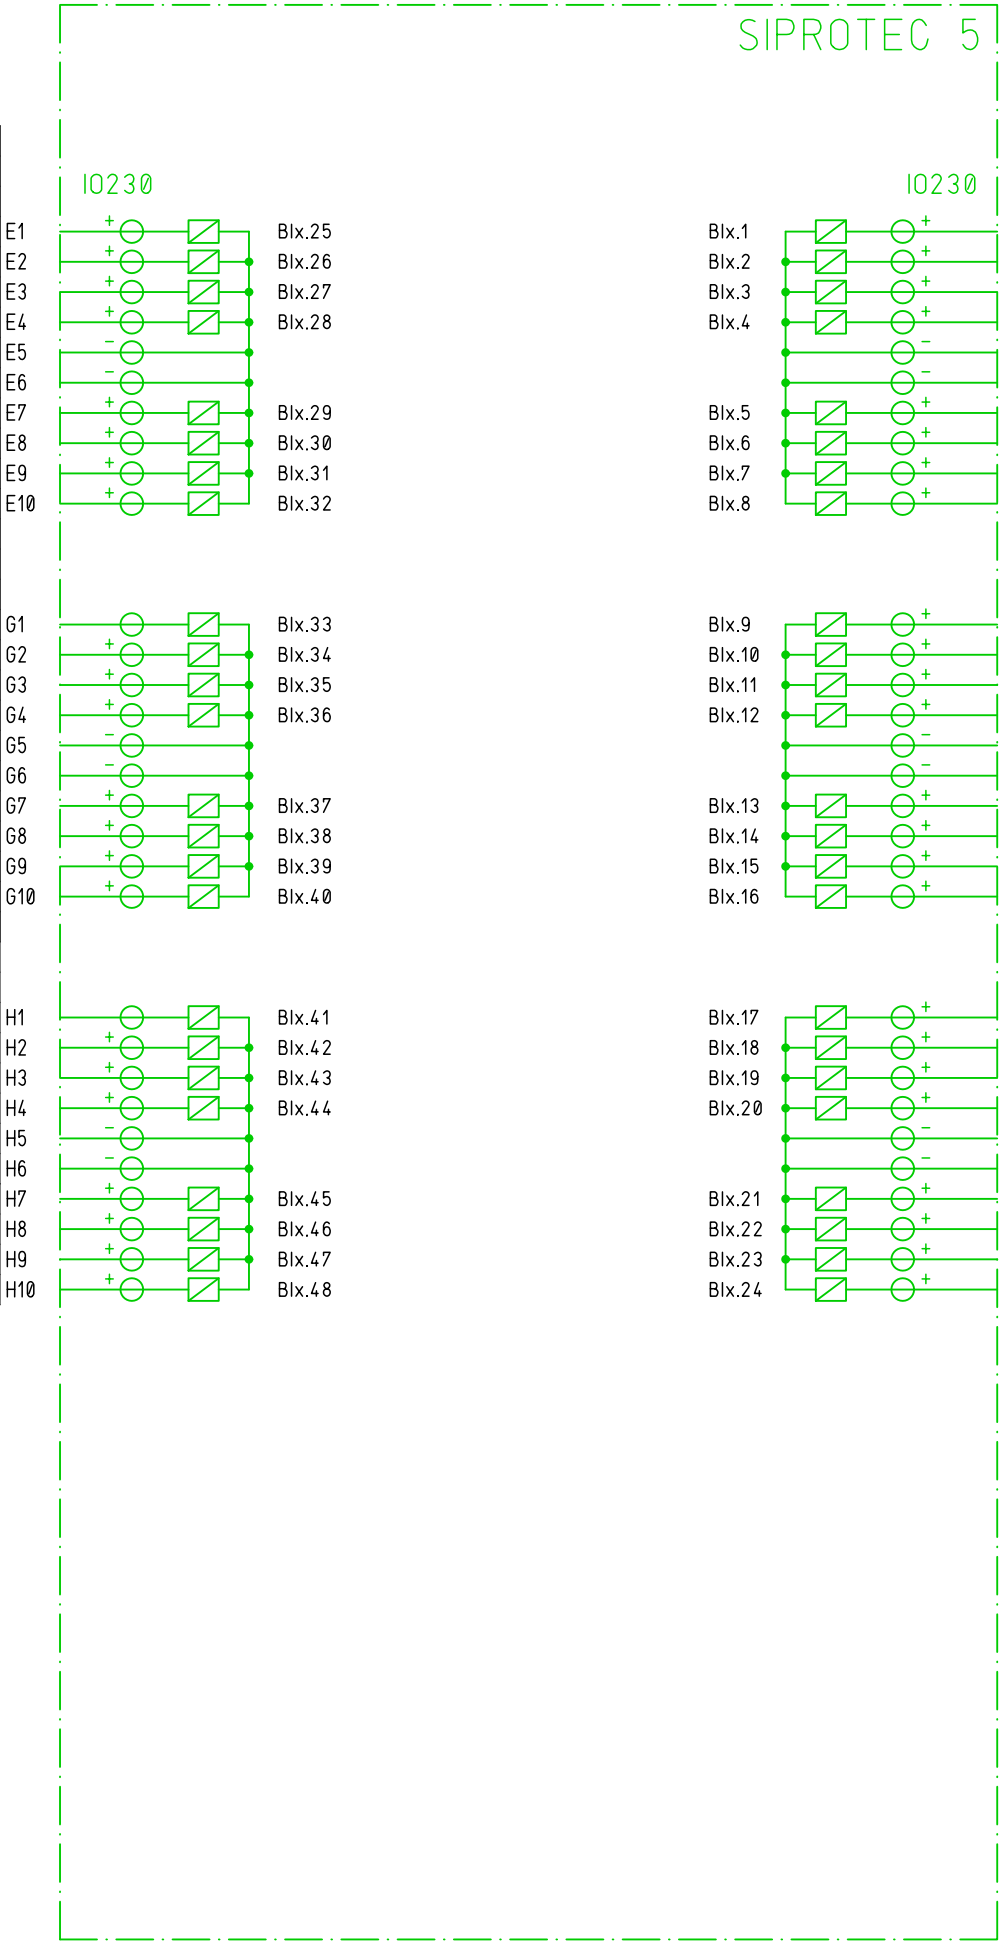 SIPROTEC 5
IO230 IO230
E1 + BIx.25 BIx.1 +
E2 + BIx.26 BIx.2 +
E3 + BIx.27 BIx.3 +
E4 + BIx.28 BIx.4 +
E5 - -
E6 - -
E7 + BIx.29 BIx.5 +
E8 + BIx.30 BIx.6 +
E9 + BIx.31 BIx.7 +
E10 + BIx.32 BIx.8 +
G1 BIx.33 BIx.9 +
G2 + BIx.34 BIx.10 +
G3 + BIx.35 BIx.11 +
G4 + BIx.36 BIx.12 +
G5 - -
G6 - -
G7 + BIx.37 BIx.13 +
G8 + BIx.38 BIx.14 +
G9 + BIx.39 BIx.15 +
G10 + BIx.40 BIx.16 +
H1 BIx.41 BIx.17 +
H2 + BIx.42 BIx.18 +
H3 + BIx.43 BIx.19 +
H4 + BIx.44 BIx.20 +
H5 - -
H6 - -
H7 + BIx.45 BIx.21 +
H8 + BIx.46 BIx.22 +
H9 + BIx.47 BIx.23 +
H10 + BIx.48 BIx.24 +